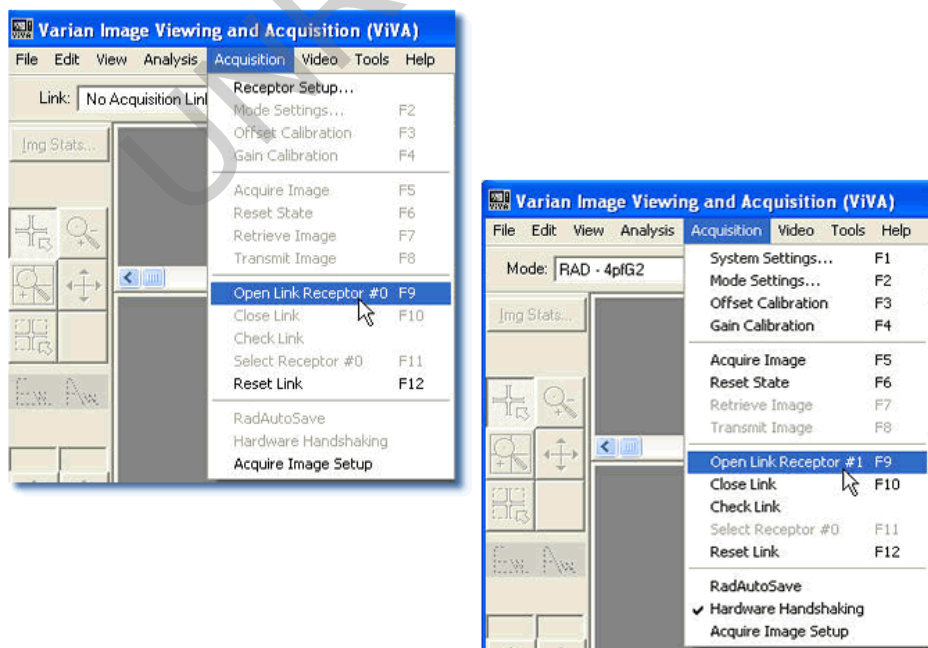 Varian Image Viewing and Acquisition (ViVA)
File Edit View Analysis Acquisition Video Tools Help
Link: No Acquisition Linl
Img Stats...
Receptor Setup...
Mode Settings... F2
Offset Calibration F3
Gain Calibration F4
Acquire Image F5
Reset State F6
Retrieve Image F7
Transmit Image F8
Open Link Receptor #0 F9
Close Link F10
Check Link
Select Receptor #0 F11
Reset Link F12
RadAutoSave
Hardware Handshaking
Acquire Image Setup
Varian Image Viewing and Acquisition (ViVA)
File Edit View Analysis Acquisition Video Tools Help
Mode: RAD - 4pfG2
Img Stats...
System Settings... F1
Mode Settings... F2
Offset Calibration F3
Gain Calibration F4
Acquire Image F5
Reset State F6
Retrieve Image F7
Transmit Image F8
Open Link Receptor #1 F9
Close Link F10
Check Link
Select Receptor #0 F11
Reset Link F12
RadAutoSave
Hardware Handshaking
Acquire Image Setup